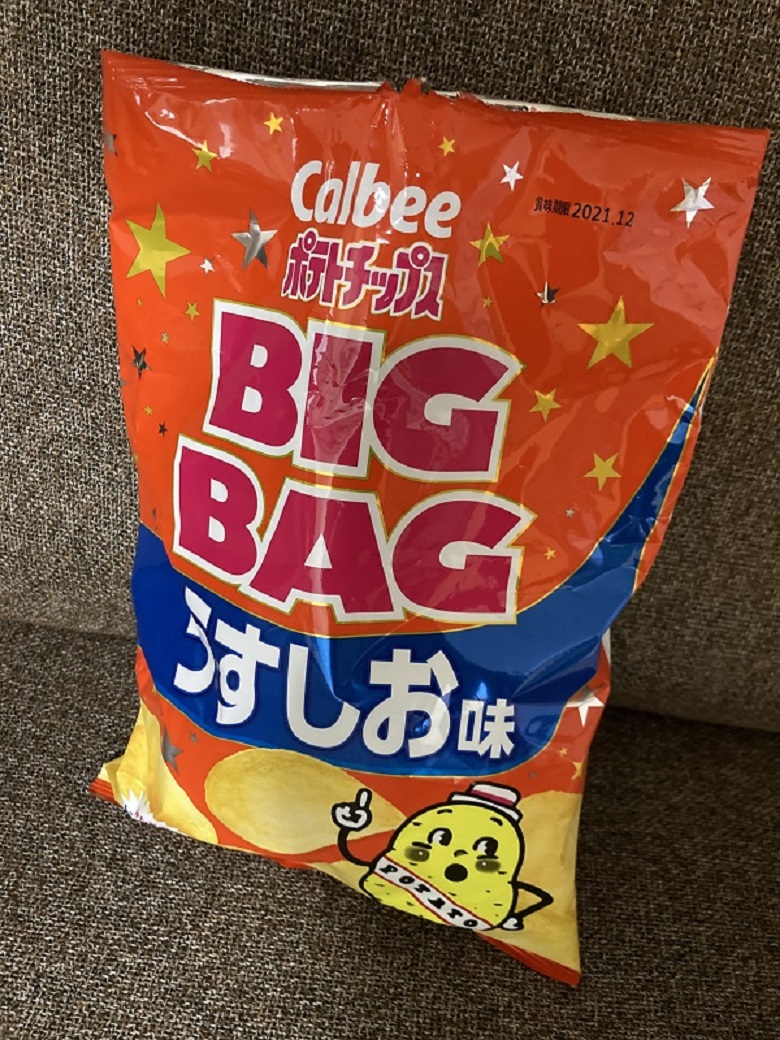 Calbee
賞味期限 2021.12
ポテトチップス
BIG
BAG
うすしお味
POTATO